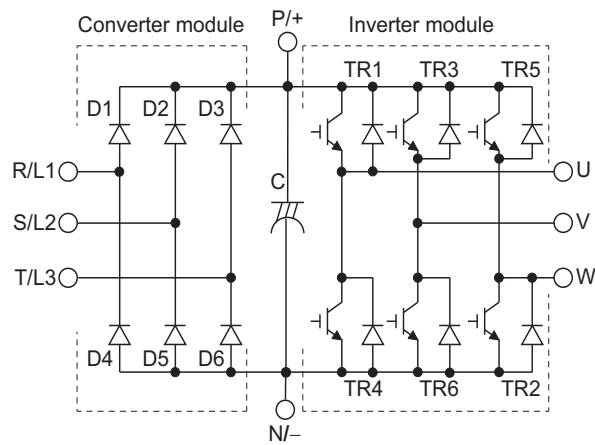 Converter module
P/+
Inverter module
TR1
TR3
TR5
D1
D2
D3
R/L1
C
U
S/L2
V
T/L3
W
D4
D5
D6
TR4
TR6
TR2
N/−